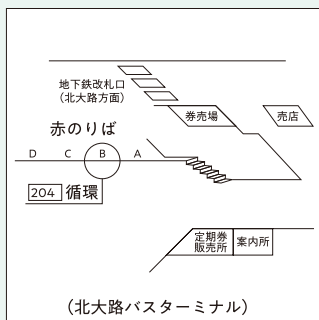 地下鉄改札口
（北大路方面）
券売場
売店
赤のりば
D C B A
204 循環
定期券
販売所
案内所
（北大路バスターミナル）